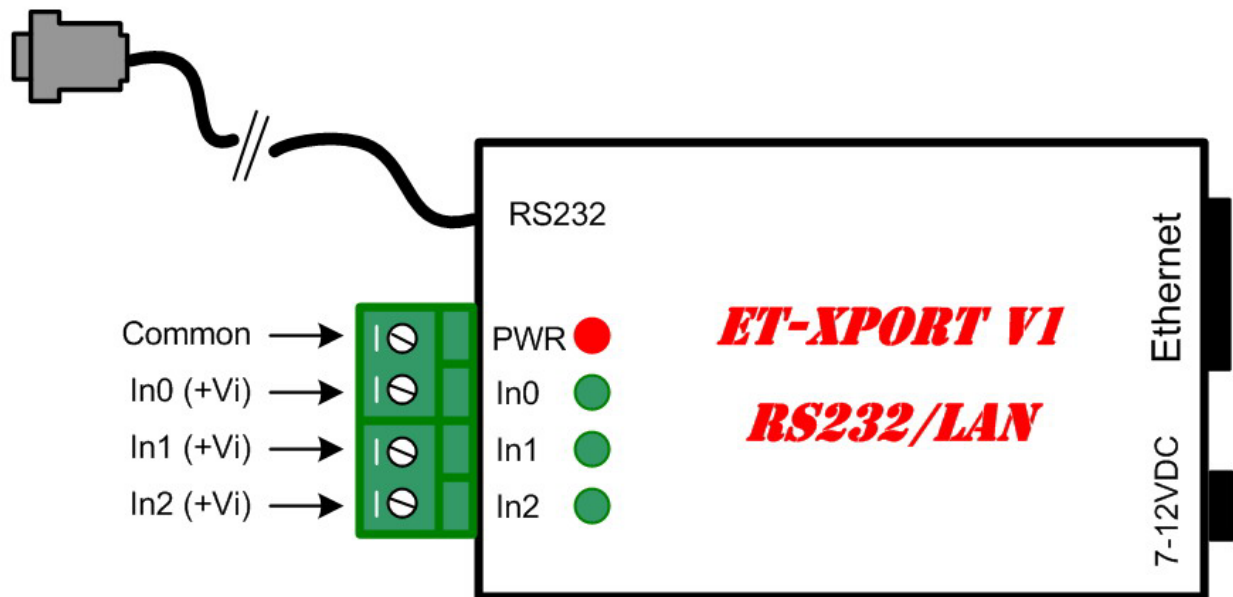 RS232
Common
PWR
In0 (+Vi)
In0
In1 (+Vi)
In1
In2 (+Vi)
In2
ET-XPORT V1
RS232/LAN
Ethernet
7-12VDC